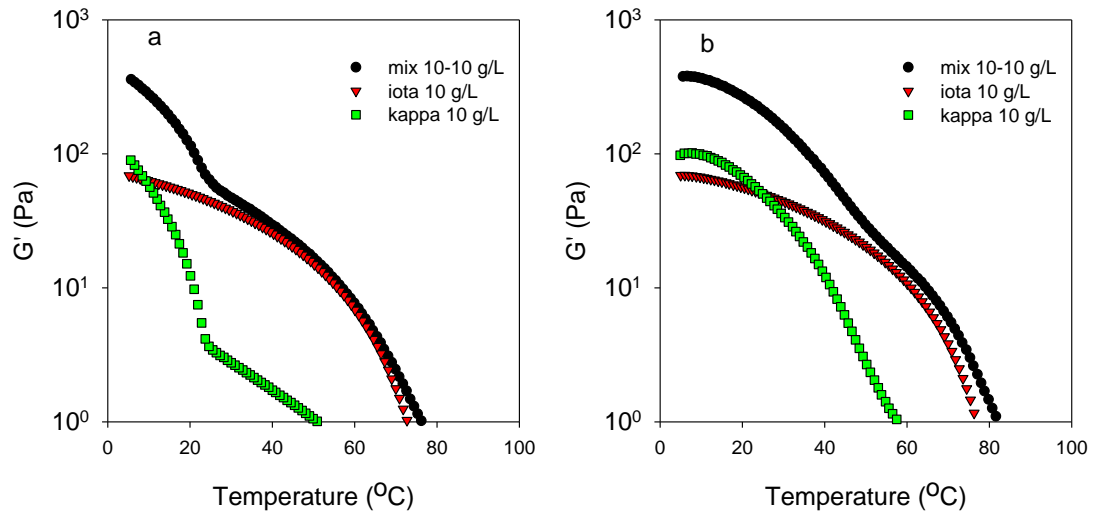 a
mix 10-10 g/L
iota 10 g/L
kappa 10 g/L
10³
10²
10¹
10⁰
G' (Pa)
0 20 40 60 80 100
Temperature (ºC)
b
mix 10-10 g/L
iota 10 g/L
kappa 10 g/L
10³
10²
10¹
10⁰
G' (Pa)
0 20 40 60 80 100
Temperature (ºC)